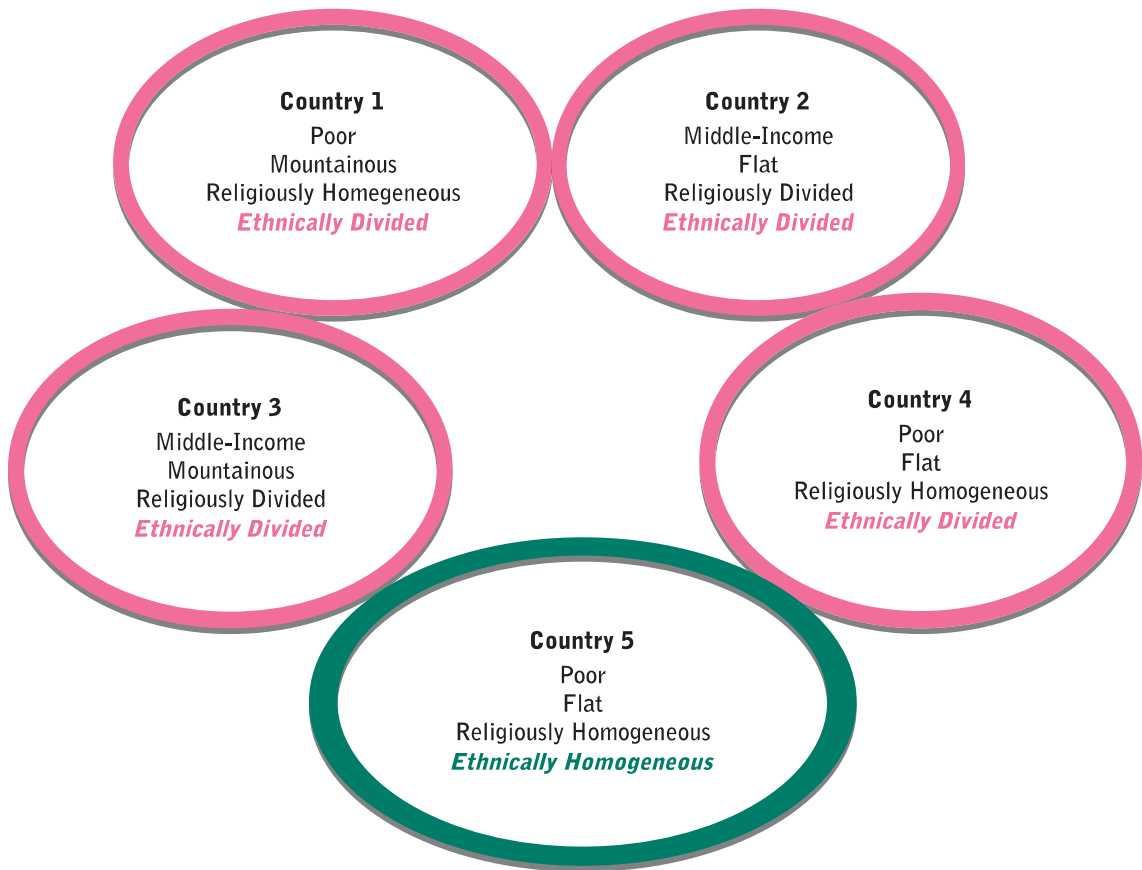 Country 1
Poor
Mountainous
Religiously Homegeneous
Ethnically Divided
Country 2
Middle-Income
Flat
Religiously Divided
Ethnically Divided
Country 3
Middle-Income
Mountainous
Religiously Divided
Ethnically Divided
Country 4
Poor
Flat
Religiously Homogeneous
Ethnically Divided
Country 5
Poor
Flat
Religiously Homogeneous
Ethnically Homogeneous